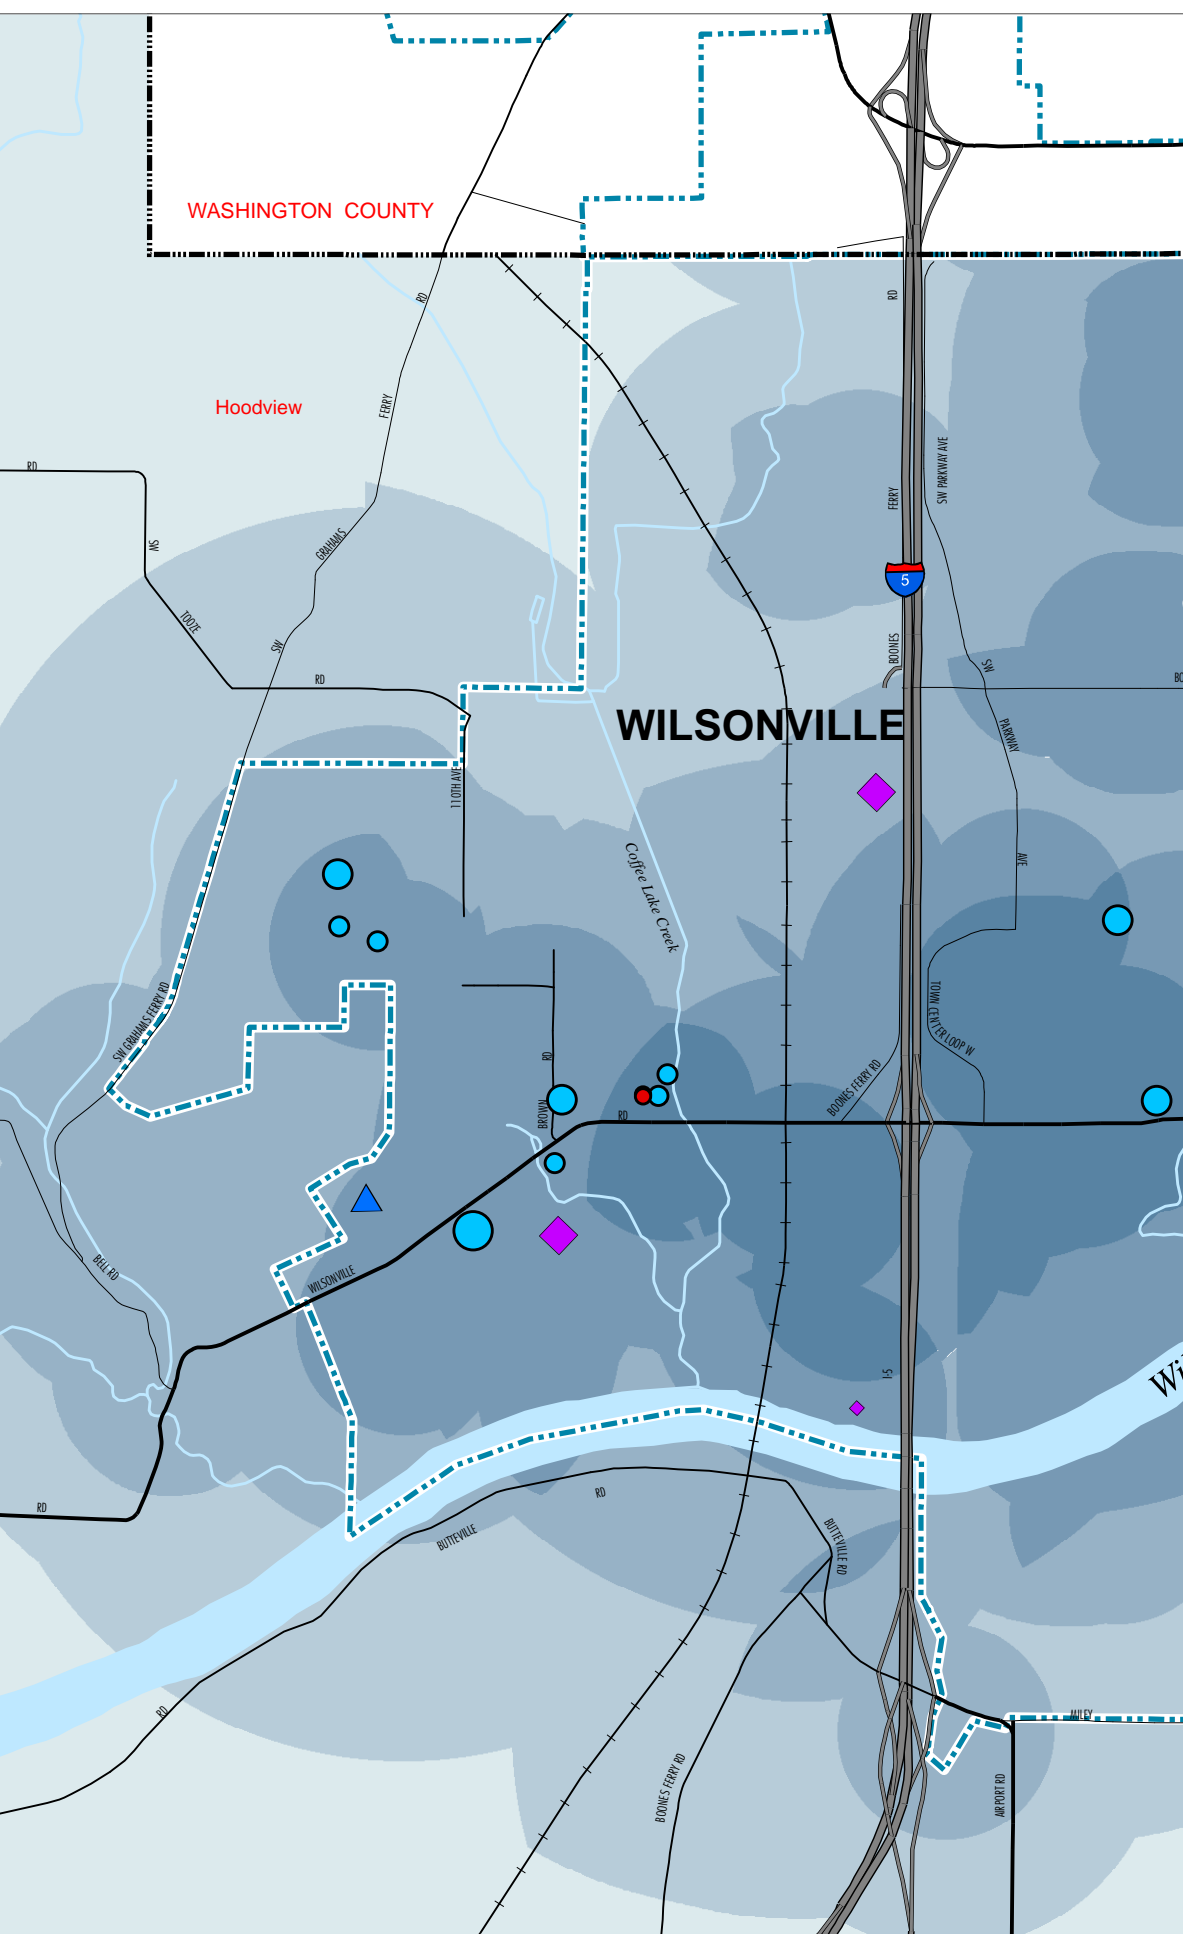 WASHINGTON COUNTY
RD
RD
Hoodview
FERRY
SW PARKWAY AVE
RD
FERRY
SW
GRAHAMS
5
TOOZE
SW
BOONES
SW
RD
BO
WILSONVILLE
PARKWAY
110TH AVE
Coffee Lake Creek
AVE
SW GRAHAMS FERRY RD
TOWN CENTER LOOP W
RD
BOONES FERRY RD
BROWN
RD
BELL RD
WILSONVILLE
I-5
Wil
RD
RD
BUTTEVILLE
BUTTEVILLE RD
RD
MILEY
BOONES FERRY RD
AIRPORT RD